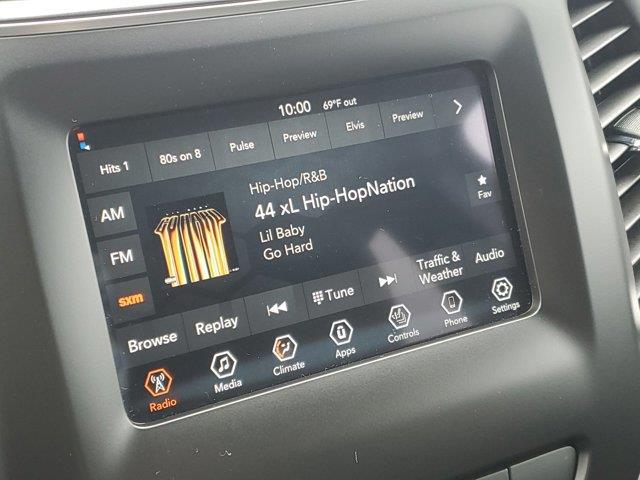 10:00 69°F out
Hits 1 80s on 8 Pulse Preview Elvis Preview
AM
FM
sxm
Hip-Hop/R&B
44 xL Hip-HopNation
Lil Baby
Go Hard
Fav
Browse Replay Tune Traffic & Weather Audio
Radio Media Climate Apps Controls Phone Settings